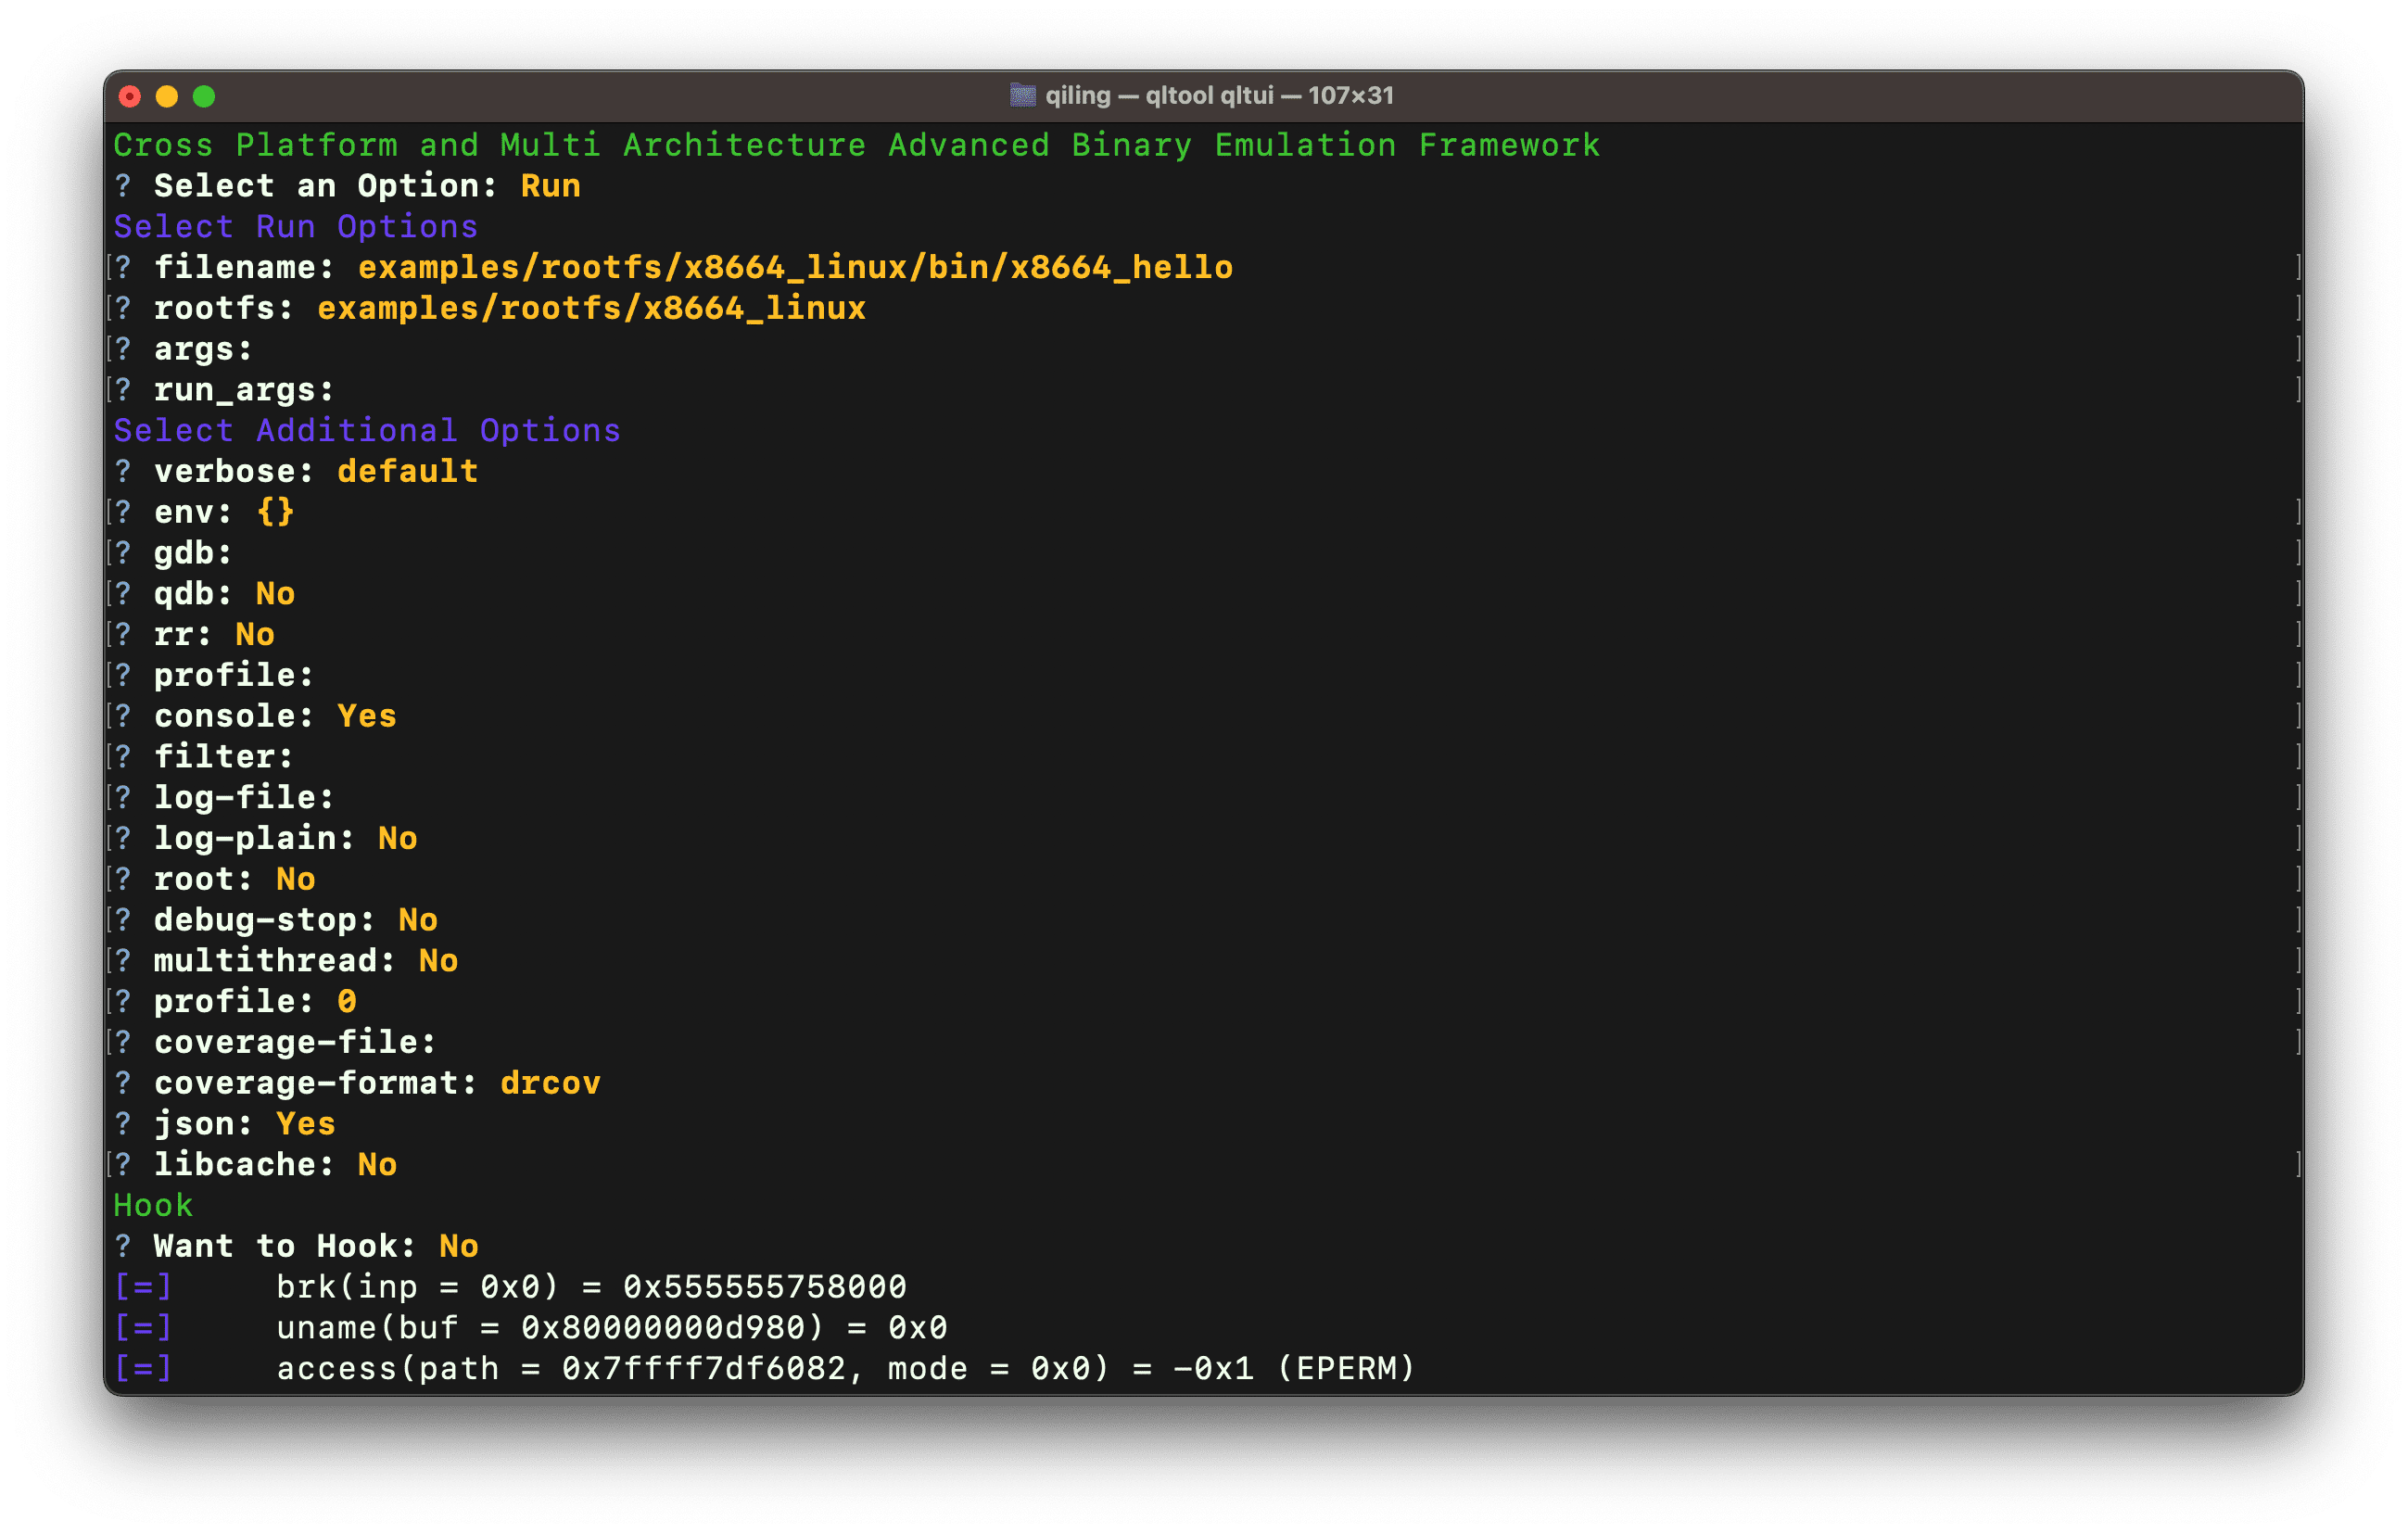 qiling — qltool qltui — 107×31
Cross Platform and Multi Architecture Advanced Binary Emulation Framework
? Select an Option: Run
Select Run Options
[? filename: examples/rootfs/x8664_linux/bin/x8664_hello ]
[? rootfs: examples/rootfs/x8664_linux ]
[? args: ]
[? run_args: ]
Select Additional Options
? verbose: default
[? env: {} ]
[? gdb: ]
[? qdb: No ]
[? rr: No ]
[? profile: ]
[? console: Yes ]
[? filter: ]
[? log-file: ]
[? log-plain: No ]
[? root: No ]
[? debug-stop: No ]
[? multithread: No ]
[? profile: 0 ]
[? coverage-file: ]
? coverage-format: drcov
? json: Yes
[? libcache: No ]
Hook
? Want to Hook: No
[=] brk(inp = 0x0) = 0x555555758000
[=] uname(buf = 0x80000000d980) = 0x0
[=] access(path = 0x7ffff7df6082, mode = 0x0) = -0x1 (EPERM)